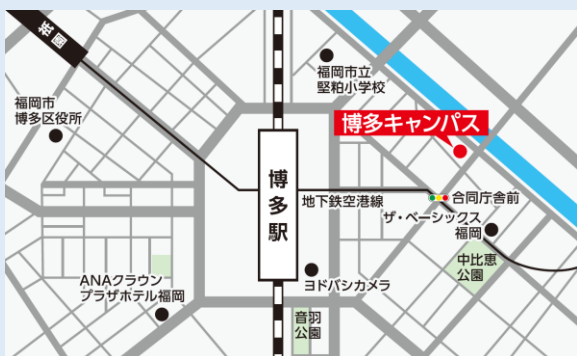 祇園
福岡市立
堅粕小学校
福岡市
博多区役所
博多キャンパス
博多駅
地下鉄空港線
合同庁舎前
ザ・ベーシックス
福岡
中比恵
公園
ANAクラウン
プラザホテル福岡
ヨドバシカメラ
音羽
公園